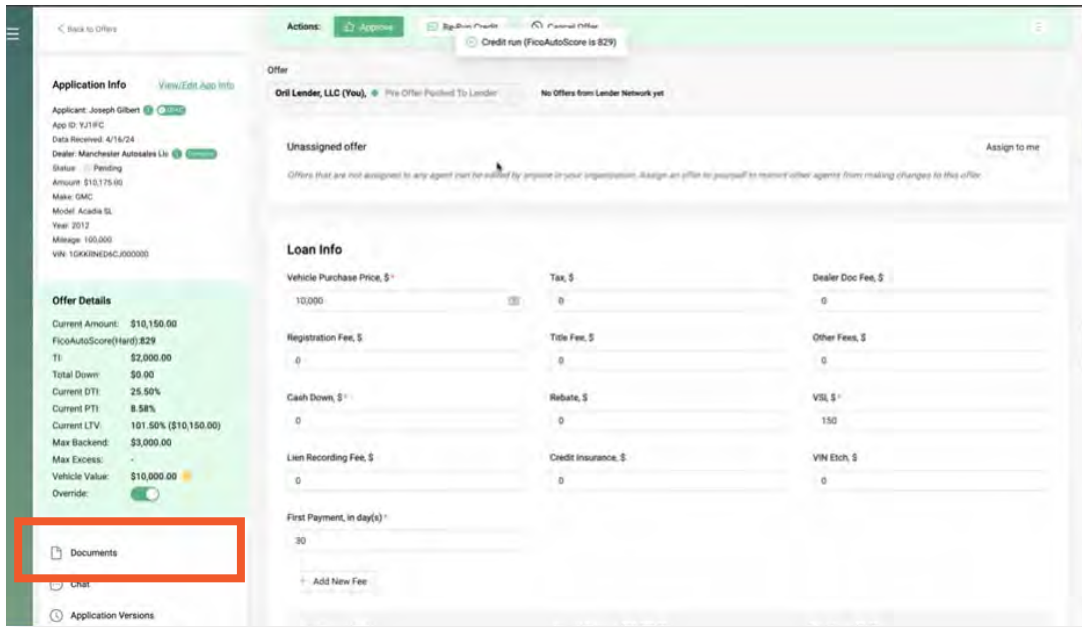 Back to Offers
Actions:
Approve
Re-Run Credit
Cancel Offer
Credit run (FicoAutoScore is 829)
Application Info
View/Edit App Info
Applicant: Joseph Gilbert
App ID: YJ1IFC
Data Received: 4/16/24
Dealer: Manchester Autosales Llc
Status: Pending
Amount: $10,175.00
Make: GMC
Model: Acadia SL
Year: 2012
Mileage: 100,000
VIN: 1GKKRNED6CJ000000
Offer
Oril Lender, LLC (You), Pre Offer Pushed To Lender
No Offers from Lender Network yet
Unassigned offer
Assign to me
Offers that are not assigned to any agent can be edited by anyone in your organization. Assign an offer to yourself to restrict other agents from making changes to this offer.
Offer Details
Current Amount: $10,150.00
FicoAutoScore(Hard): 829
TI: $2,000.00
Total Down: $0.00
Current DTI: 25.50%
Current PTI: 8.58%
Current LTV: 101.50% ($10,150.00)
Max Backend: $3,000.00
Max Excess: -
Vehicle Value: $10,000.00
Override:
Documents
Chat
Application Versions
Loan Info
Vehicle Purchase Price, $ *
Tax, $
Dealer Doc Fee, $
10,000
0
0
Registration Fee, $
Title Fee, $
Other Fees, $
0
0
0
Cash Down, $ *
Rebate, $
VSI, $ *
0
0
150
Lien Recording Fee, $
Credit Insurance, $
VIN Etch, $
0
0
0
First Payment, in day(s) *
30
+ Add New Fee